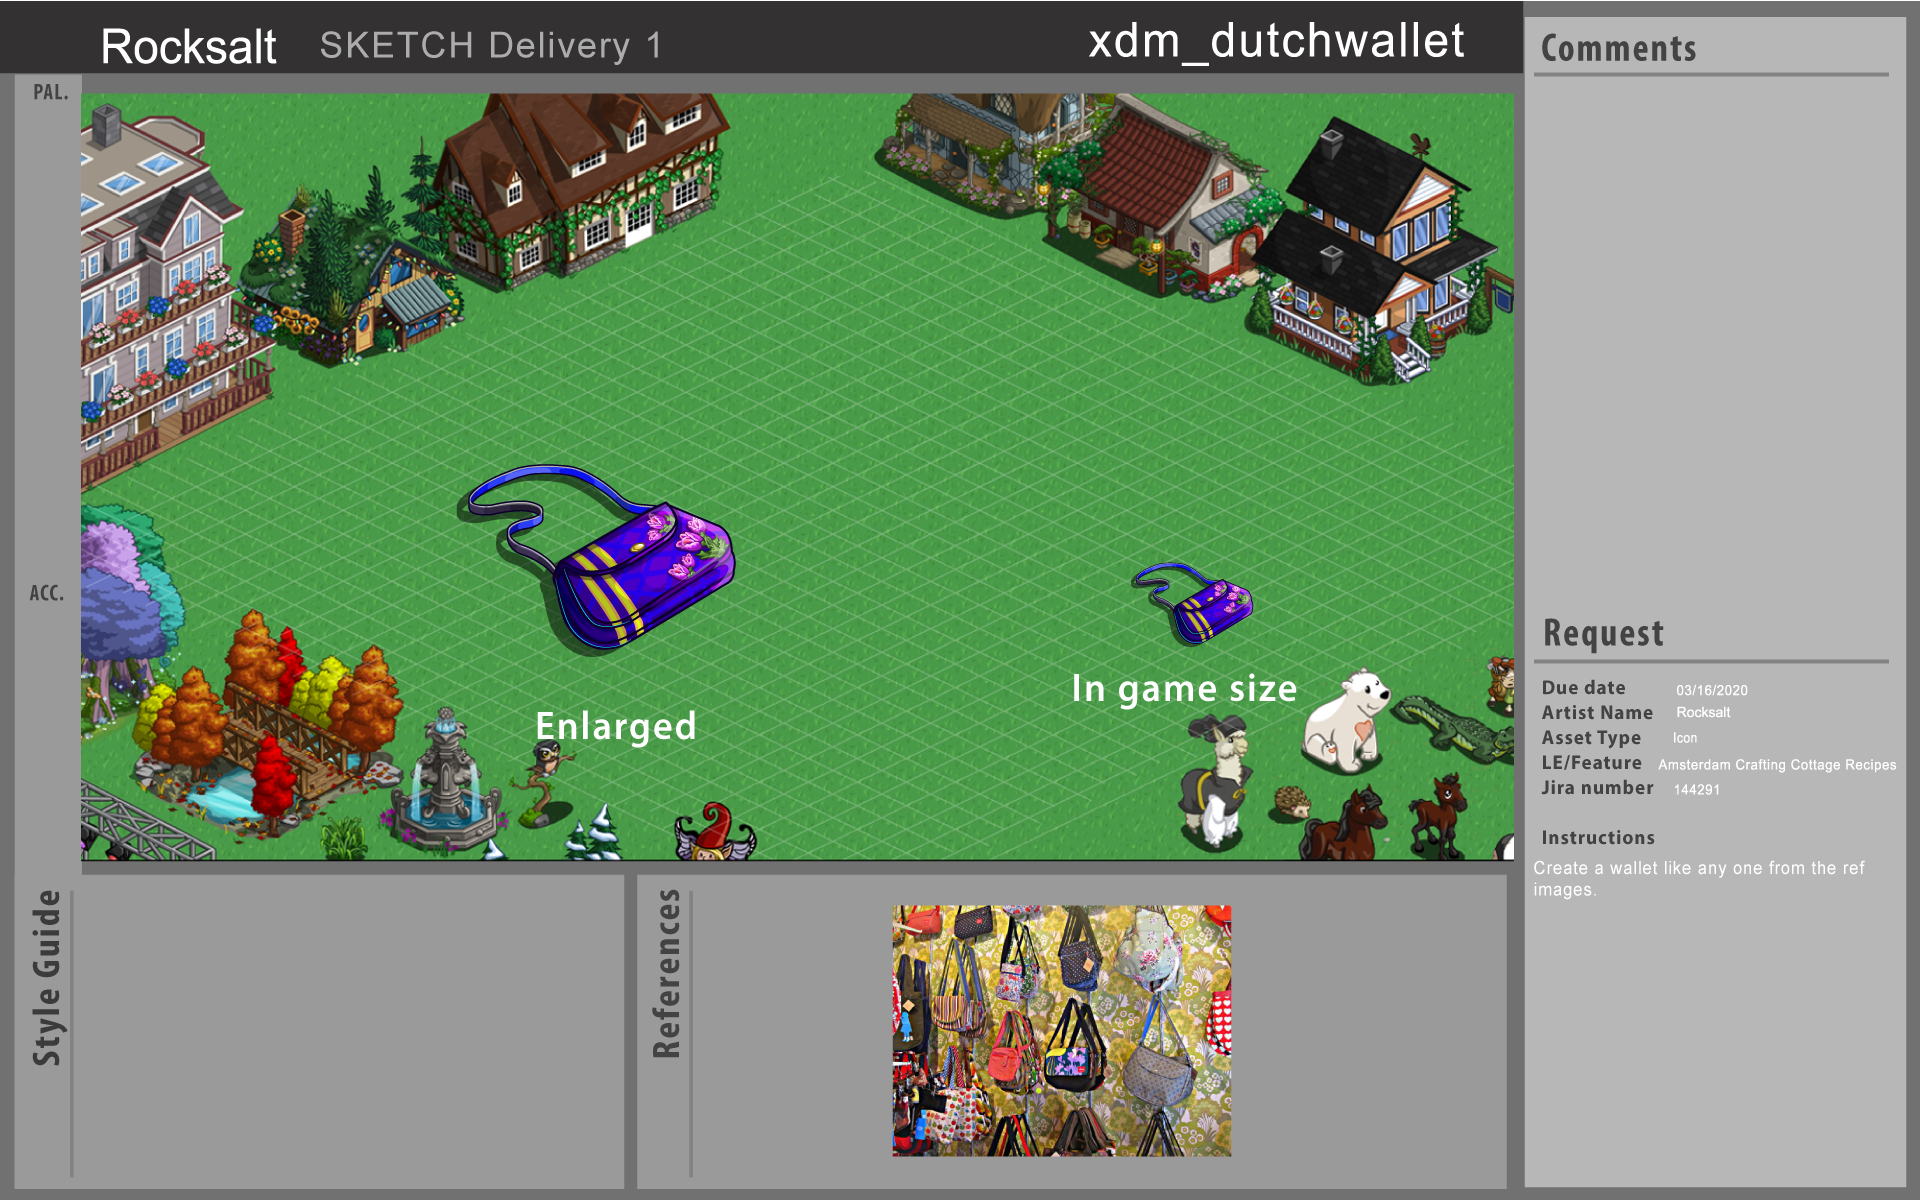 Rocksalt SKETCH Delivery 1 xdm_dutchwallet
PAL.
ACC.
Enlarged
In game size
Style Guide
References
Comments
Request
Due date 03/16/2020
Artist Name Rocksalt
Asset Type Icon
LE/Feature Amsterdam Crafting Cottage Recipes
Jira number 144291
Instructions
Create a wallet like any one from the ref
images.